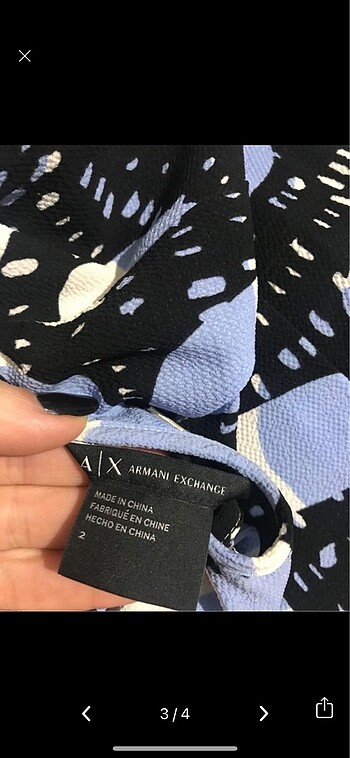 A|X ARMANI EXCHANGE
MADE IN CHINA
FABRIQUÉ EN CHINE
HECHO EN CHINA
2
3/4